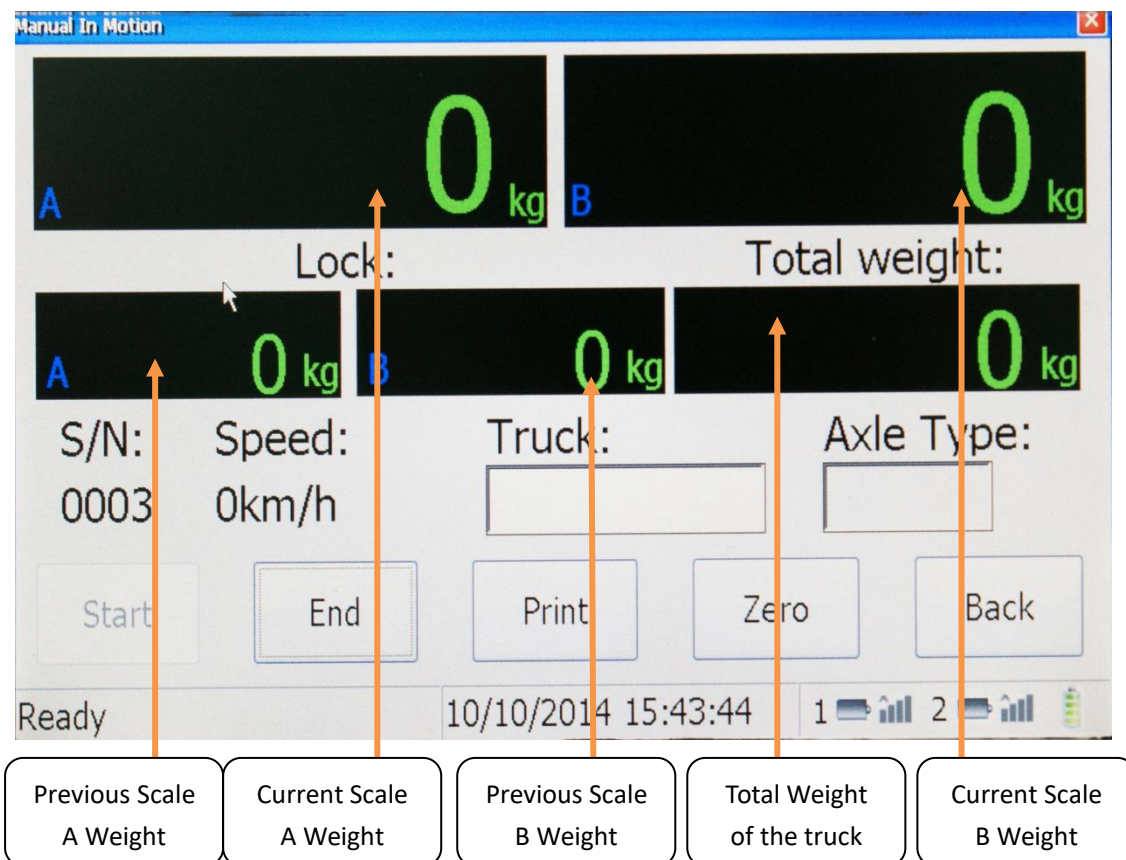 Manual In Motion
A 0 kg B 0 kg
Lock: Total weight:
A 0 kg B 0 kg 0 kg
S/N: Speed: Truck: Axle Type:
0003 0km/h
Start End Print Zero Back
Ready 10/10/2014 15:43:44 1 2
Previous Scale A Weight
Current Scale A Weight
Previous Scale B Weight
Total Weight of the truck
Current Scale B Weight